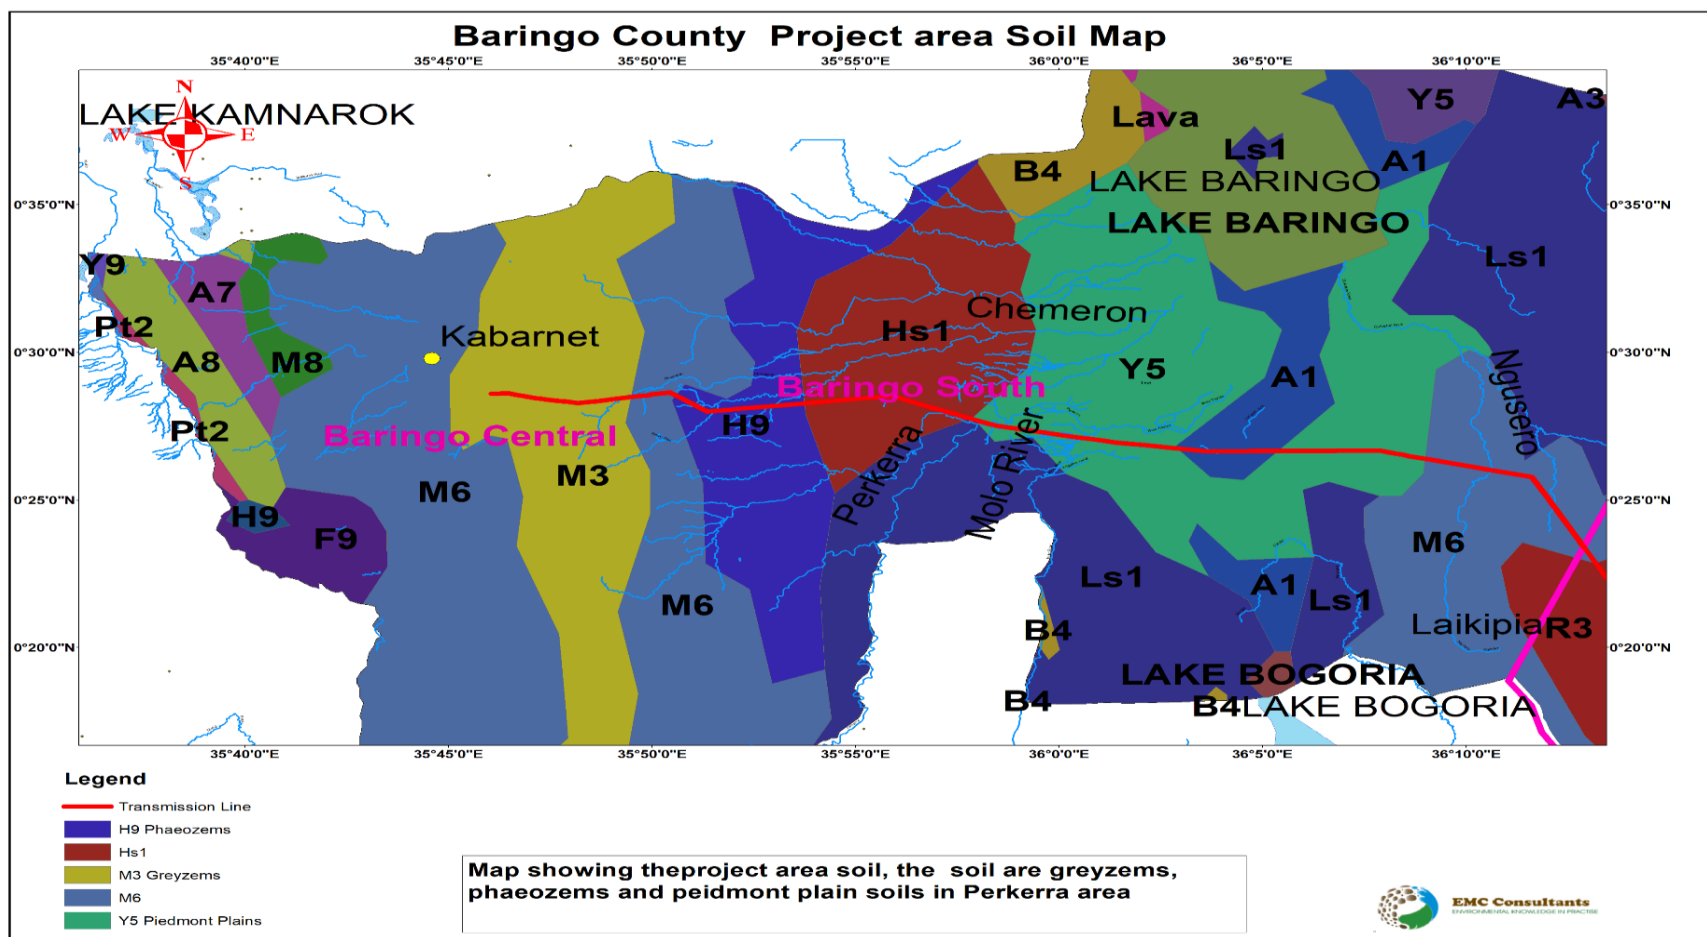 Baringo County  Project area Soil Map
35°40'0"E 35°45'0"E 35°50'0"E 35°55'0"E 36°0'0"E 36°5'0"E 36°10'0"E
N
W E
S
LAKE KAMNAROK
Y5
A3
Lava
Ls1
A1
B4
LAKE BARINGO
0°35'0"N 0°35'0"N
LAKE BARINGO
Y9
Ls1
A7
Pt2
Chemeron
Kabarnet
Hs1
0°30'0"N 0°30'0"N
A8
M8
Y5
A1
Ngusero
Baringo South
Pt2
Baringo Central
H9
M3
Perkerra
Molo River
M6
0°25'0"N 0°25'0"N
H9
F9
M6
Ls1
A1
Ls1
M6
B4
Laikipia
R3
0°20'0"N 0°20'0"N
LAKE BOGORIA
B4
B4
LAKE BOGORIA
35°40'0"E 35°45'0"E 35°50'0"E 35°55'0"E 36°0'0"E 36°5'0"E 36°10'0"E
Legend
Transmission Line
H9 Phaeozems
Hs1
M3 Greyzems
M6
Y5 Piedmont Plains
Map showing theproject area soil, the  soil are greyzems,
phaeozems and peidmont plain soils in Perkerra area
EMC Consultants
ENVIRONMENTAL KNOWLEDGE IN PRACTISE